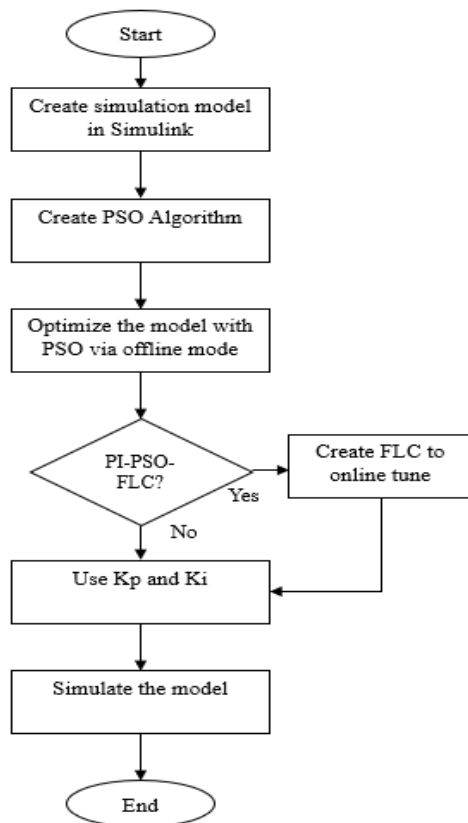 Start
Create simulation model
in Simulink
Create PSO Algorithm
Optimize the model with
PSO via offline mode
PI-PSO-
FLC?
Yes
Create FLC to
online tune
No
Use Kp and Ki
Simulate the model
End